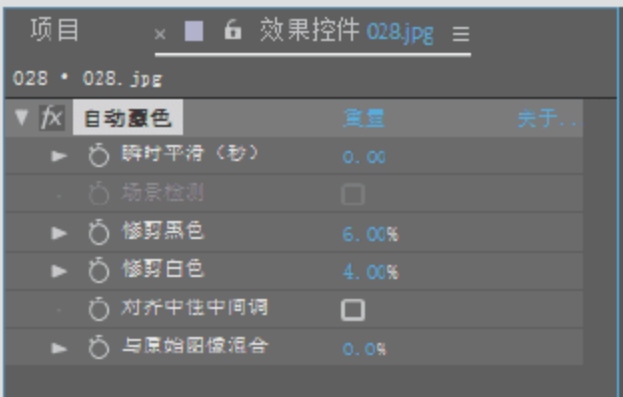 项目 × 效果控件 028.jpg ≡
028 • 028.jpg
fx 自动颜色 重置 关于..
瞬时平滑（秒） 0.00
场景检测
修剪黑色 6.00%
修剪白色 4.00%
对齐中性中间调
与原始图像混合 0.0%